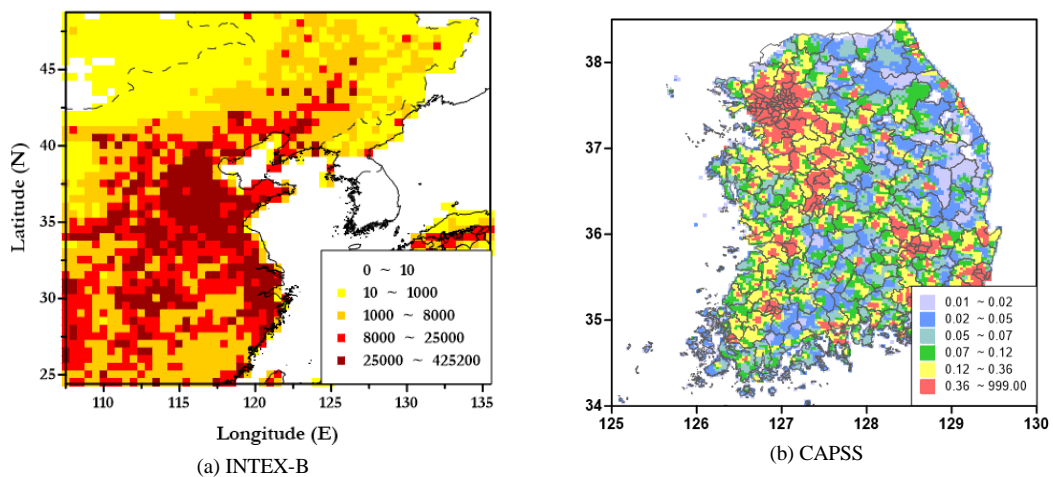 45
40
35
30
25
Latitude (N)
110 115 120 125 130 135
Longitude (E)
0 ~ 10
10 ~ 1000
1000 ~ 8000
8000 ~ 25000
25000 ~ 425200
(a) INTEX-B
38
37
36
35
34
125 126 127 128 129 130
0.01 ~ 0.02
0.02 ~ 0.05
0.05 ~ 0.07
0.07 ~ 0.12
0.12 ~ 0.36
0.36 ~ 999.00
(b) CAPSS